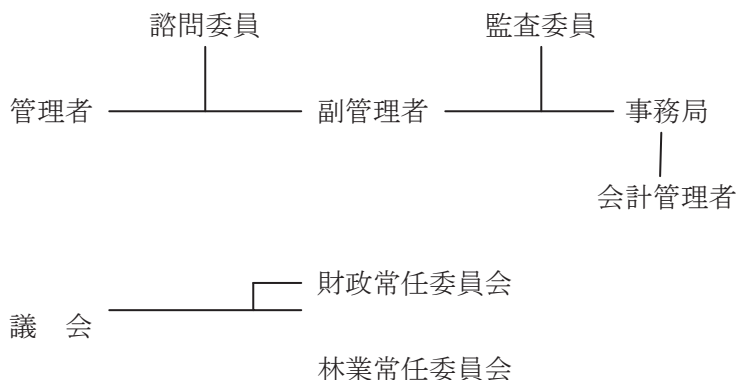 諮問委員 監査委員
管理者 副管理者 事務局
会計管理者
財政常任委員会
議 会
林業常任委員会